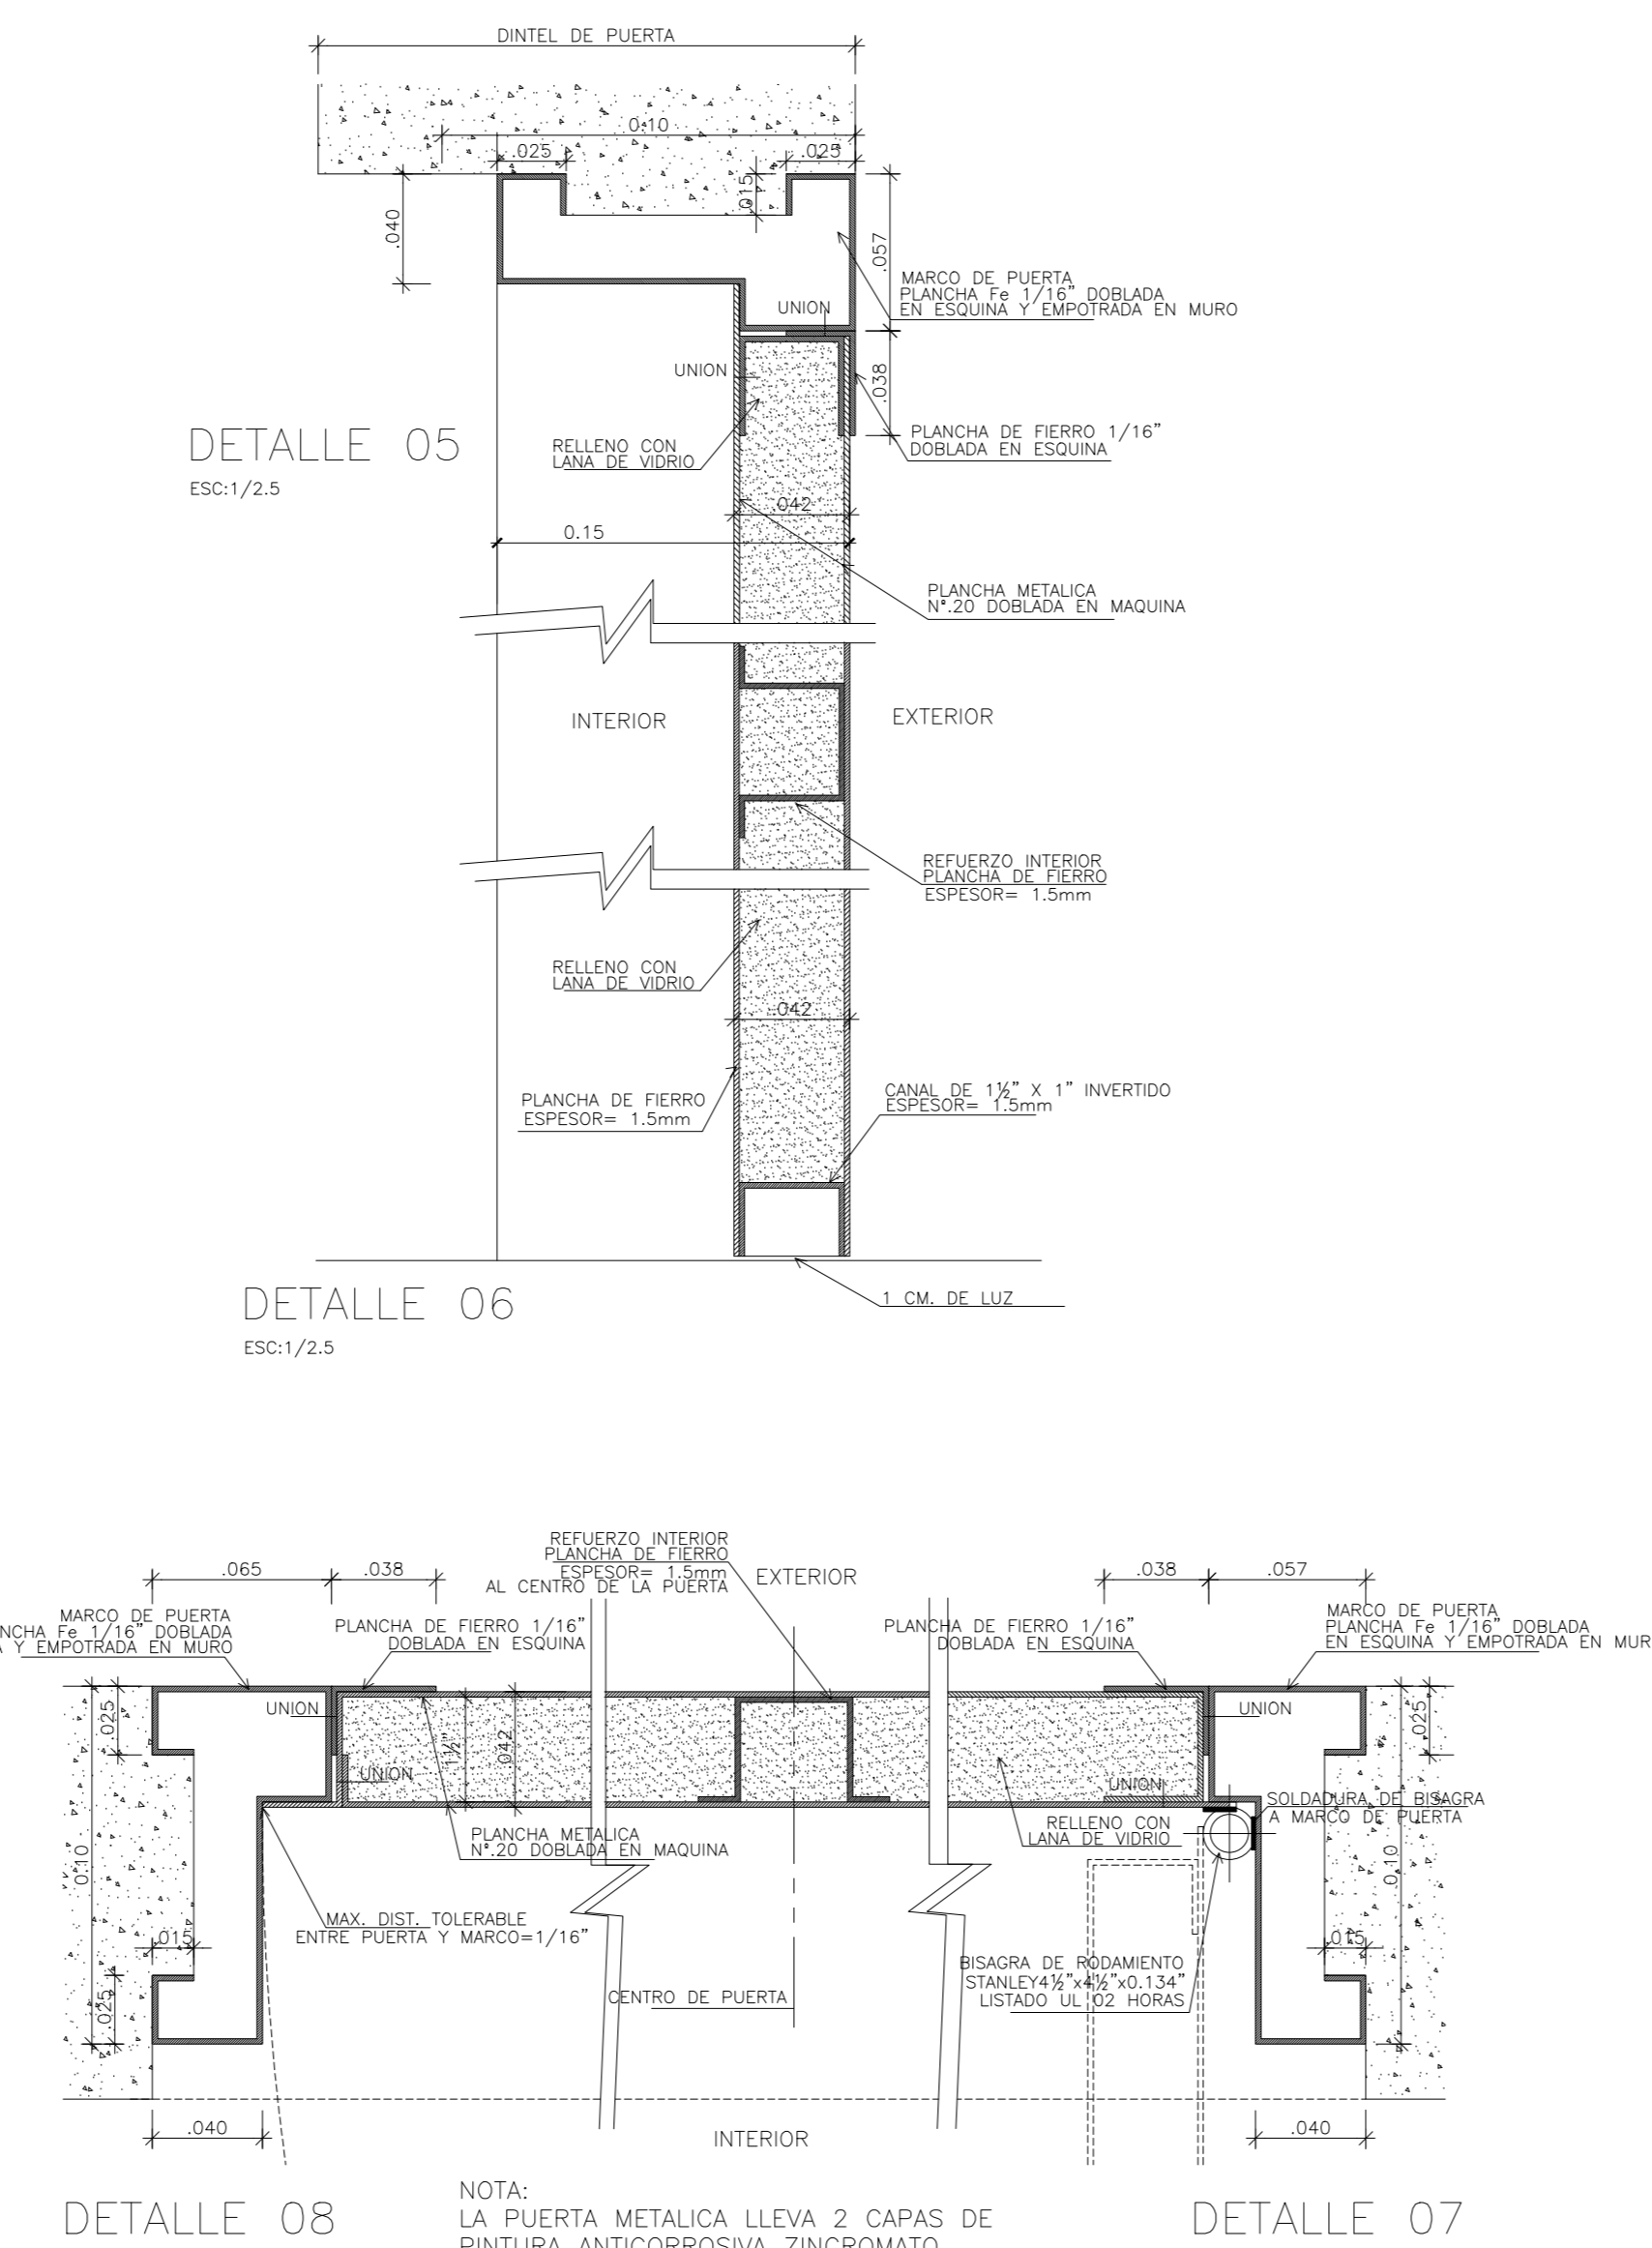 DINTEL DE PUERTA
0.10
.025
.025
.015
.040
.057
MARCO DE PUERTA
PLANCHA Fe 1/16" DOBLADA
EN ESQUINA Y EMPOTRADA EN MURO
UNION
UNION
.038
DETALLE 05
ESC:1/2.5
RELLENO CON
LANA DE VIDRIO
PLANCHA DE FIERRO 1/16"
DOBLADA EN ESQUINA
.042
0.15
PLANCHA METALICA
N°.20 DOBLADA EN MAQUINA
INTERIOR
EXTERIOR
REFUERZO INTERIOR
PLANCHA DE FIERRO
ESPESOR= 1.5mm
RELLENO CON
LANA DE VIDRIO
.042
PLANCHA DE FIERRO
ESPESOR= 1.5mm
CANAL DE 1½" X 1" INVERTIDO
ESPESOR= 1.5mm
1 CM. DE LUZ
DETALLE 06
ESC:1/2.5
REFUERZO INTERIOR
PLANCHA DE FIERRO
ESPESOR= 1.5mm
AL CENTRO DE LA PUERTA
EXTERIOR
.065
.038
.038
.057
MARCO DE PUERTA
NCHA Fe 1/16" DOBLADA
A Y EMPOTRADA EN MURO
PLANCHA DE FIERRO 1/16"
DOBLADA EN ESQUINA
PLANCHA DE FIERRO 1/16"
DOBLADA EN ESQUINA
MARCO DE PUERTA
PLANCHA Fe 1/16" DOBLADA
EN ESQUINA Y EMPOTRADA EN MUR
.025
UNION
1½"
.042
UNION
UNION
UNION
.025
SOLDADURA DE BISAGRA
A MARCO DE PUERTA
PLANCHA METALICA
N°.20 DOBLADA EN MAQUINA
RELLENO CON
LANA DE VIDRIO
0.10
0.10
MAX. DIST. TOLERABLE
ENTRE PUERTA Y MARCO=1/16"
.015
.015
BISAGRA DE RODAMIENTO
STANLEY4½"x4½"x0.134"
LISTADO UL 02 HORAS
CENTRO DE PUERTA
.025
.040
INTERIOR
.040
DETALLE 08
NOTA:
LA PUERTA METALICA LLEVA 2 CAPAS DE
PINTURA ANTICORROSIVA ZINCROMATO
DETALLE 07